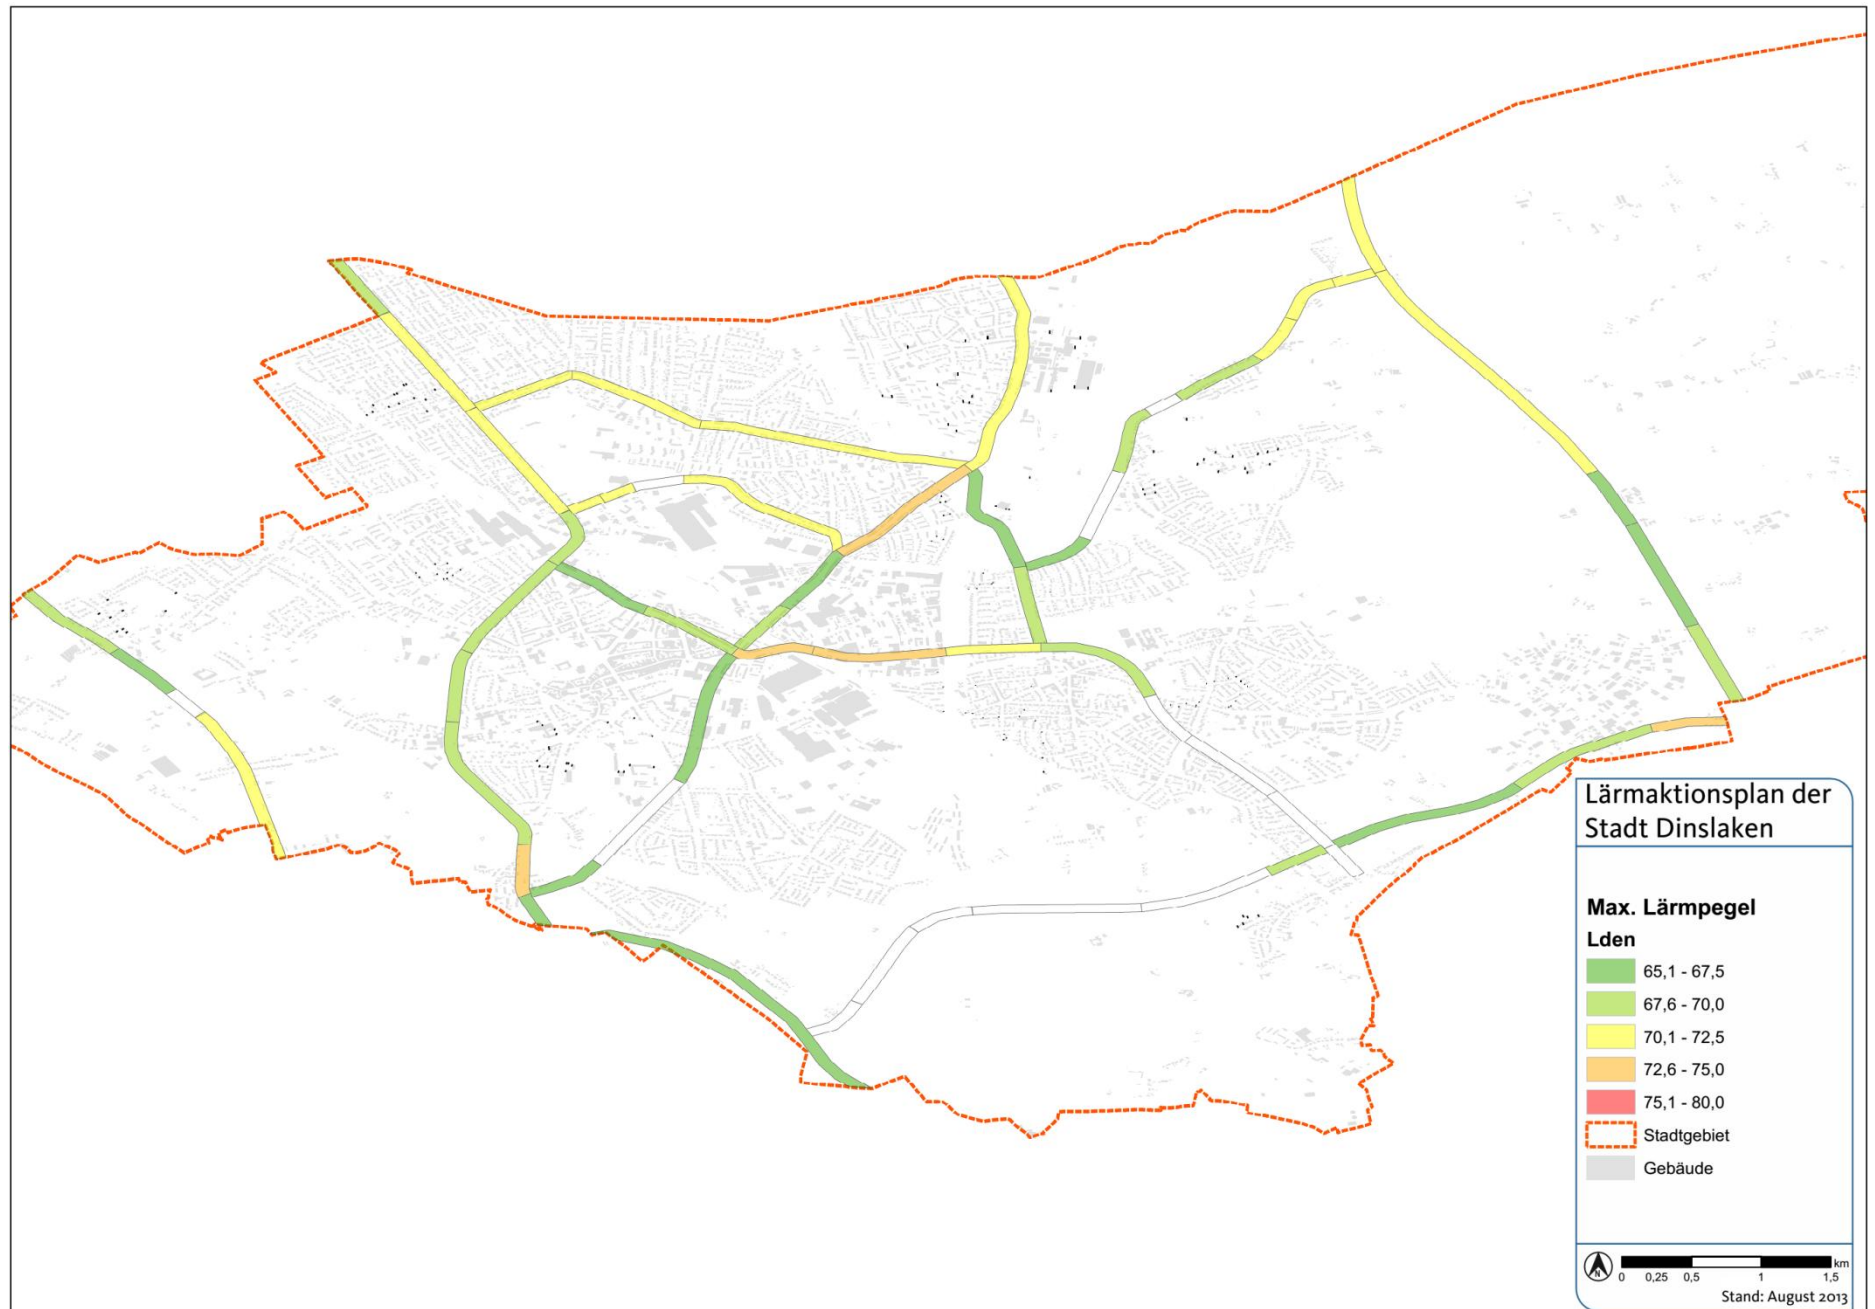 Lärmaktionsplan der
Stadt Dinslaken
Max. Lärmpegel
Lden
65,1 - 67,5
67,6 - 70,0
70,1 - 72,5
72,6 - 75,0
75,1 - 80,0
Stadtgebiet
Gebäude
N
km
0 0,25 0,5 1 1,5
Stand: August 2013